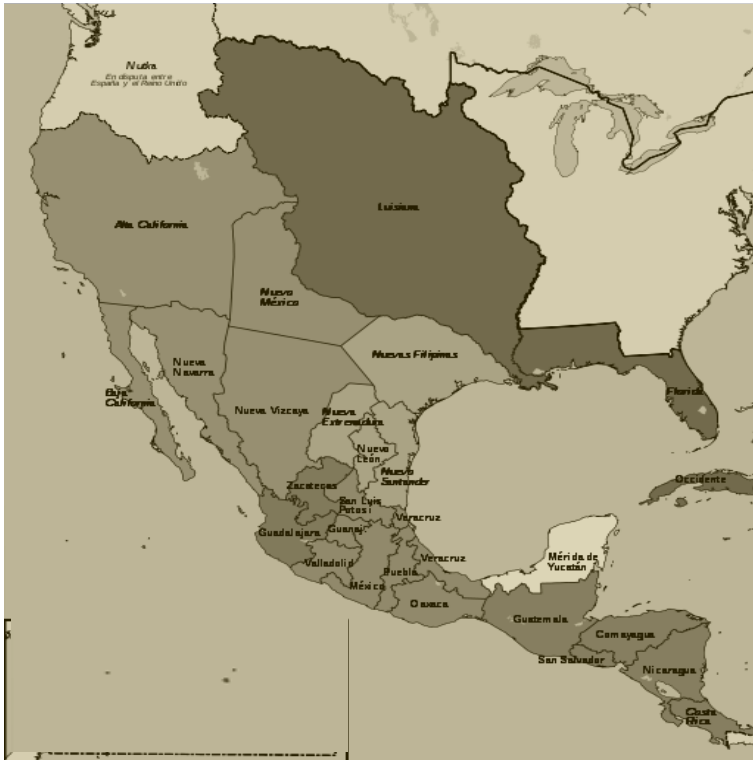 Nutka
En disputa entre
España y el Reino Unido
Luisiana
Alta California
Nuevo
México
Nuevas Filipinas
Nueva
Navarra
Baja
California
Nueva Vizcaya
Nueva
Extremadura
Florida
Nuevo
León
Nuevo
Santander
Zacatecas
Occidente
San Luis
Potosí
Veracruz
Guadalajara
Guanaj
Valladolid
Veracruz
Mérida de
Yucatán
Puebla
México
Oaxaca
Guatemala
Comayagua
San Salvador
Nicaragua
Costa
Rica